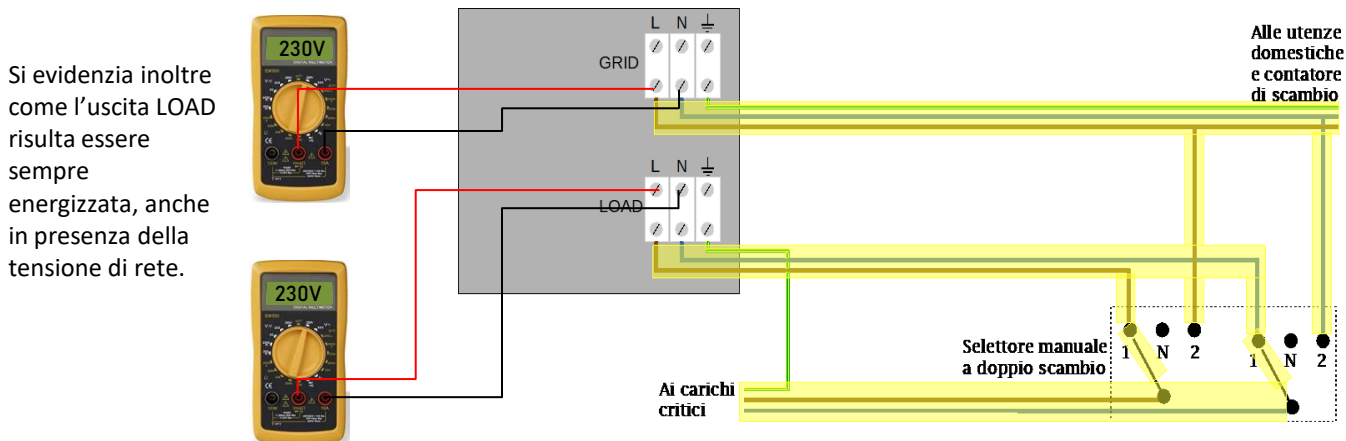 Si evidenzia inoltre
come l’uscita LOAD
risulta essere
sempre
energizzata, anche
in presenza della
tensione di rete.
230V
230V
L N
GRID
L N
LOAD
Alle utenze
domestiche
e contatore
di scambio
Selettore manuale
a doppio scambio
1 N 2
1 N 2
Ai carichi
critici